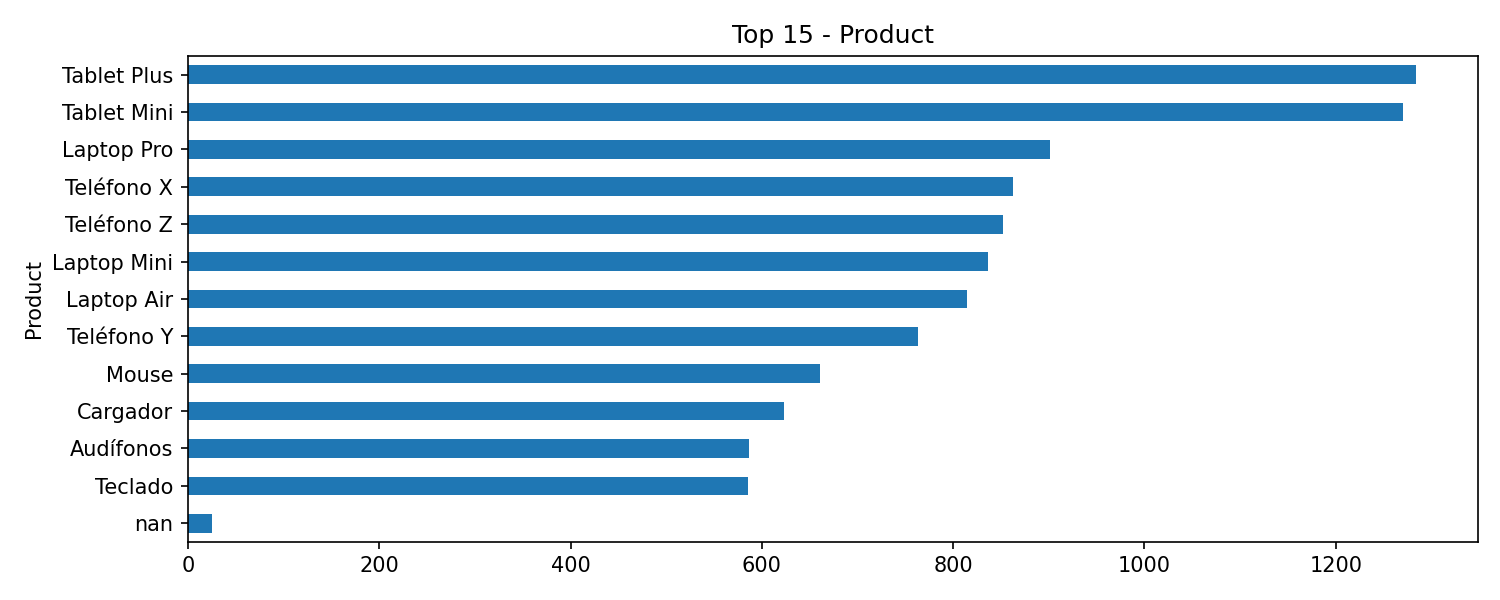 Top 15 - Product
Product
Tablet Plus
Tablet Mini
Laptop Pro
Teléfono X
Teléfono Z
Laptop Mini
Laptop Air
Teléfono Y
Mouse
Cargador
Audífonos
Teclado
nan
0 200 400 600 800 1000 1200